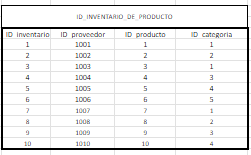 ID_INVENTARIO_DE_PRODUCTO
ID_inventario ID_proveedor ID_producto ID_categoria
1 1001 1 1
2 1002 2 2
3 1003 3 1
4 1004 4 3
5 1005 5 4
6 1006 6 5
7 1007 7 1
8 1008 8 2
9 1009 9 3
10 1010 10 4